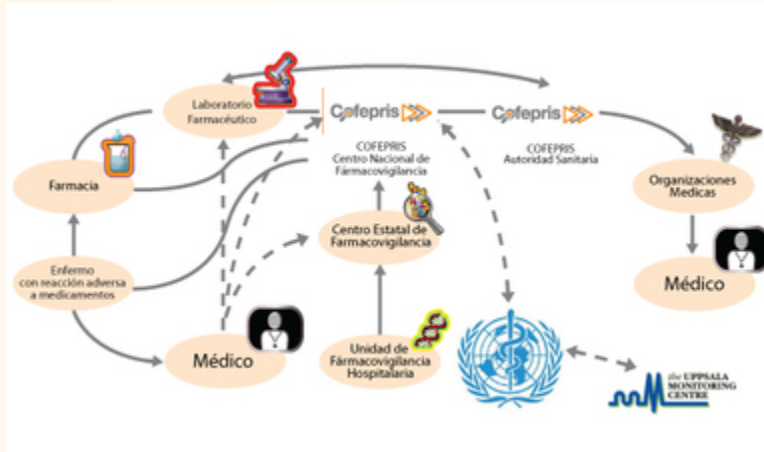 Laboratorio
Farmacéutico
Cofepris
Cofepris
COFEPRIS
Centro Nacional de
Fármacovigilancia
COFEPRIS
Autoridad Sanitaria
Farmacia
Organizaciones
Medicas
Centro Estatal de
Farmacovigilancia
Enfermo
con reacción adversa
a medicamentos
Médico
Médico
Unidad de
Fármacovigilancia
Hospitalaria
the UPPSALA
MONITORING
CENTRE